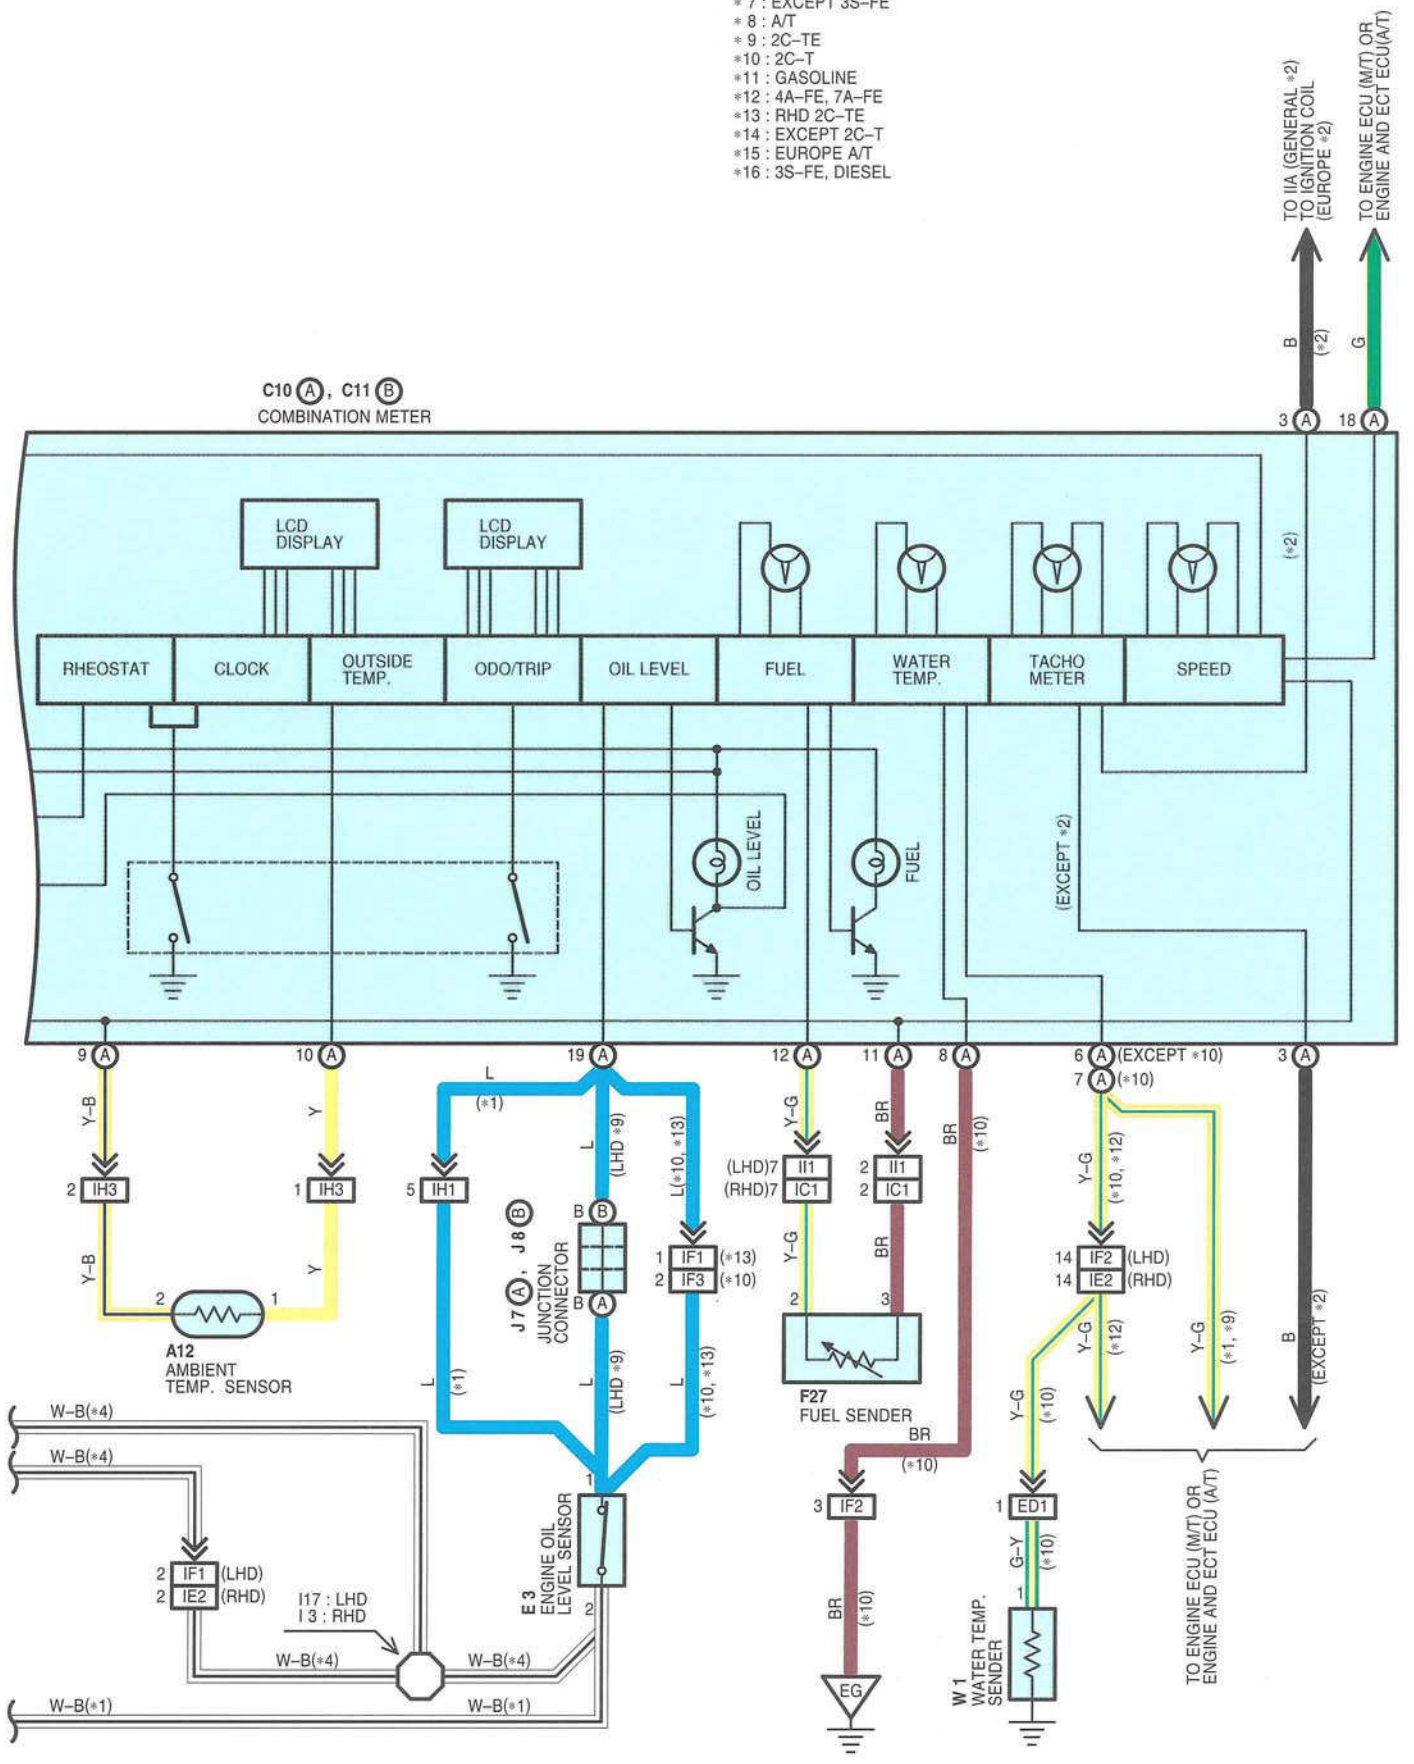 * 7 : EXCEPT 3S–FE
* 8 : A/T
* 9 : 2C–TE
*10 : 2C–T
*11 : GASOLINE
*12 : 4A–FE, 7A–FE
*13 : RHD 2C–TE
*14 : EXCEPT 2C–T
*15 : EUROPE A/T
*16 : 3S–FE, DIESEL
TO IIA (GENERAL *2)
TO IGNITION COIL
(EUROPE *2)
TO ENGINE ECU (M/T) OR
ENGINE AND ECT ECU(A/T)
B
(*2)
G
3 A
18 A
C10 A , C11 B
COMBINATION METER
LCD
DISPLAY
LCD
DISPLAY
(*2)
RHEOSTAT
CLOCK
OUTSIDE
TEMP.
ODO/TRIP
OIL LEVEL
FUEL
WATER
TEMP.
TACHO
METER
SPEED
OIL LEVEL
FUEL
(EXCEPT *2)
9 A
10 A
19 A
12 A
11 A
8 A
6 A (EXCEPT *10)
7 A (*10)
3 A
Y–B
Y
L
(*1)
L
(LHD *9)
L(*10, *13)
Y–G
BR
BR
(*10)
Y–G
(*10, *12)
2 IH3
1 IH3
5 IH1
(LHD)7 II1
(RHD)7 IC1
2 II1
2 IC1
B B
J7 A , J8 B
JUNCTION
CONNECTOR
B A
1 IF1 (*13)
2 IF3 (*10)
14 IF2 (LHD)
14 IE2 (RHD)
Y–B
Y
Y–G
BR
2
1
A12
AMBIENT
TEMP. SENSOR
L
(*1)
L
(LHD *9)
L
(*10, *13)
2
3
F27
FUEL SENDER
Y–G
(*12)
Y–G
(*1, *9)
B
(EXCEPT *2)
Y–G
(*10)
W–B(*4)
W–B(*4)
BR
(*10)
1
E 3
ENGINE OIL
LEVEL SENSOR
2
3 IF2
1 ED1
G–Y
(*10)
1
TO ENGINE ECU (M/T) OR
ENGINE AND ECT ECU (A/T)
2 IF1 (LHD)
2 IE2 (RHD)
I17 : LHD
I 3 : RHD
BR
(*10)
W 1
WATER TEMP.
SENDER
W–B(*4)
W–B(*4)
EG
W–B(*1)
W–B(*1)